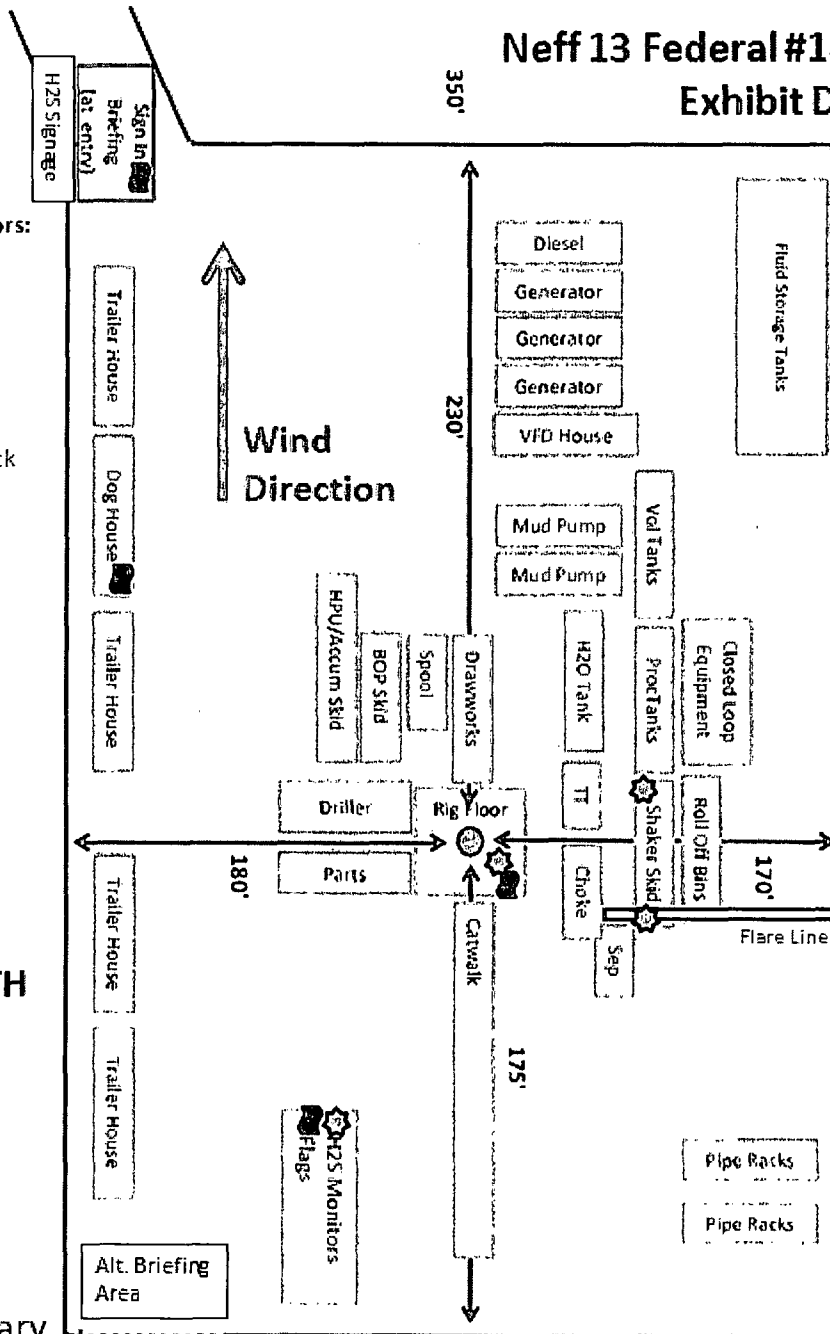 Neff 13 Federal #1
Exhibit D
350'
H2S Signage
Sign In
Briefing
(at entry)
ors:
Diesel
Generator
Generator
Generator
VFD House
Fluid Storage Tanks
Trailer House
230'
Wind
Direction
ck
Dog House
Mud Pump
Mud Pump
Vol Tanks
Trailer House
HPU/Accum Skid
BOP Skid
Spool
Drawworks
H2O Tank
Proc Tanks
Closed Loop
Equipment
Driller
Rig Floor
TT
Shaker Skid
Roll Off Bins
180'
Parts
Choke
170'
Flare Line
Trailer House
Catwalk
Sep
TH
Trailer House
175'
H2S Monitors
Flags
Pipe Racks
Pipe Racks
Alt. Briefing
Area
ary